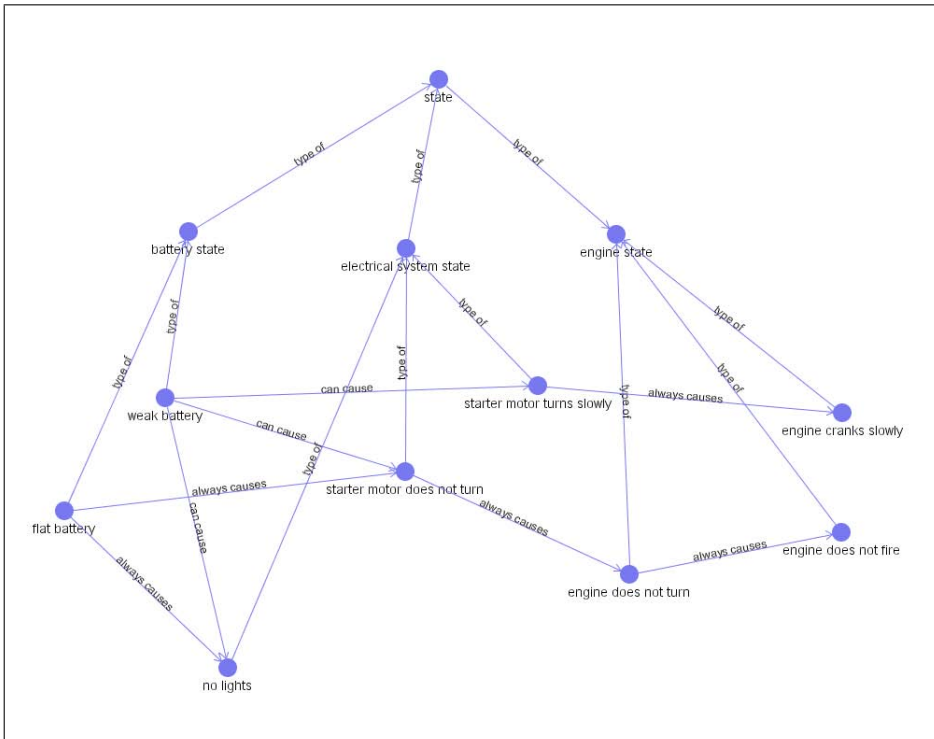 state
type of
type of
type of
battery state
electrical system state
engine state
type of
type of
type of
type of
type of
type of
type of
type of
can cause
starter motor turns slowly
always causes
weak battery
engine cranks slowly
can cause
starter motor does not turn
always causes
can cause
always causes
flat battery
engine does not fire
always causes
engine does not turn
always causes
no lights